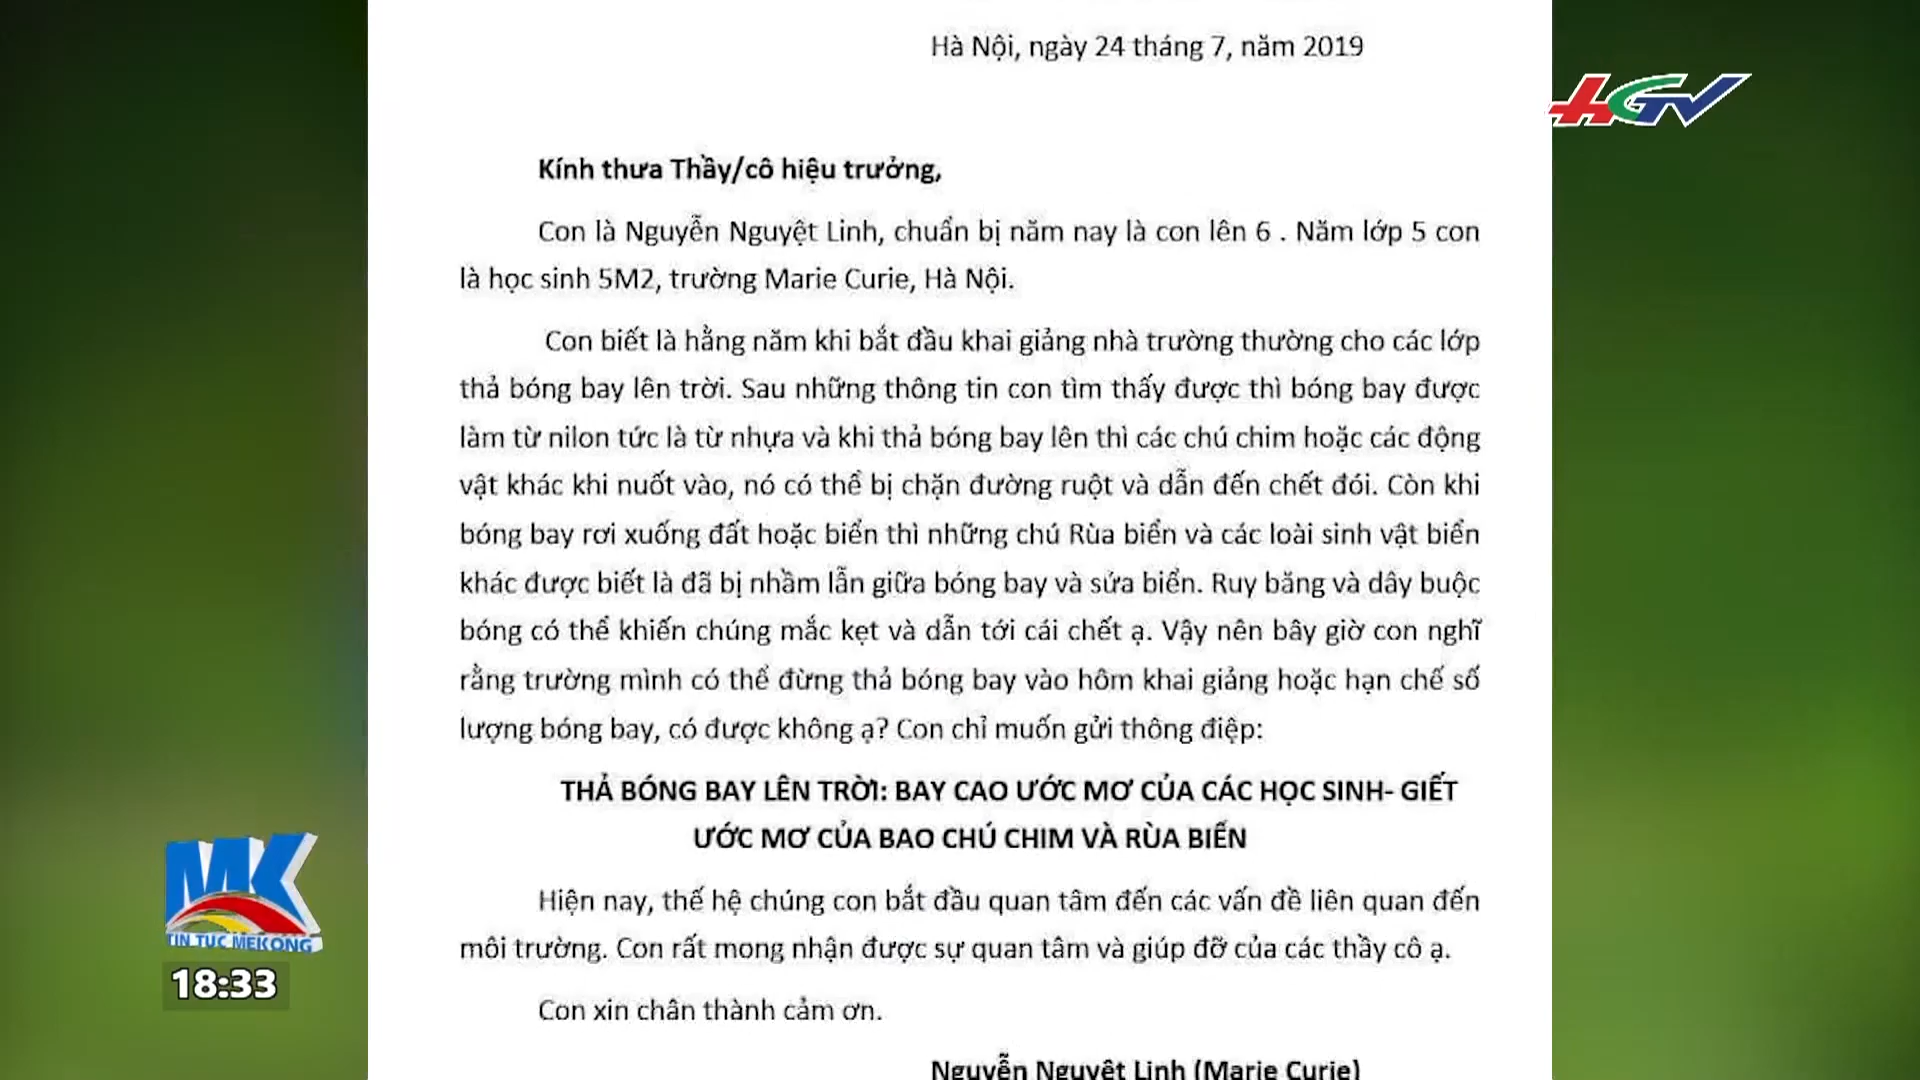 Hà Nội, ngày 24 tháng 7, năm 2019
HGTV
Kính thưa Thầy/cô hiệu trưởng,
Con là Nguyễn Nguyệt Linh, chuẩn bị năm nay là con lên 6 . Năm lớp 5 con
là học sinh 5M2, trường Marie Curie, Hà Nội.
Con biết là hằng năm khi bắt đầu khai giảng nhà trường thường cho các lớp
thả bóng bay lên trời. Sau những thông tin con tìm thấy được thì bóng bay được
làm từ nilon tức là từ nhựa và khi thả bóng bay lên thì các chú chim hoặc các động
vật khác khi nuốt vào, nó có thể bị chặn đường ruột và dẫn đến chết đói. Còn khi
bóng bay rơi xuống đất hoặc biển thì những chú Rùa biển và các loài sinh vật biển
khác được biết là đã bị nhầm lẫn giữa bóng bay và sứa biển. Ruy băng và dây buộc
bóng có thể khiến chúng mắc kẹt và dẫn tới cái chết ạ. Vậy nên bây giờ con nghĩ
rằng trường mình có thể đừng thả bóng bay vào hôm khai giảng hoặc hạn chế số
lượng bóng bay, có được không ạ? Con chỉ muốn gửi thông điệp:
THẢ BÓNG BAY LÊN TRỜI: BAY CAO ƯỚC MƠ CỦA CÁC HỌC SINH- GIẾT
ƯỚC MƠ CỦA BAO CHÚ CHIM VÀ RÙA BIỂN
Hiện nay, thế hệ chúng con bắt đầu quan tâm đến các vấn đề liên quan đến
môi trường. Con rất mong nhận được sự quan tâm và giúp đỡ của các thầy cô ạ.
Con xin chân thành cảm ơn.
Nguyễn Nguyệt Linh (Marie Curie)
MK
TIN TỨC MEKONG
18:33